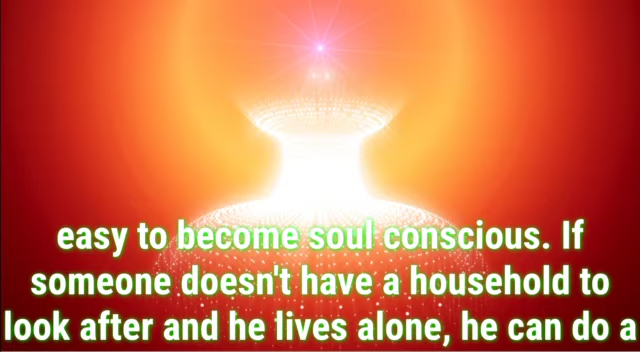 easy to become soul conscious. If
someone doesn't have a household to
look after and he lives alone, he can do a